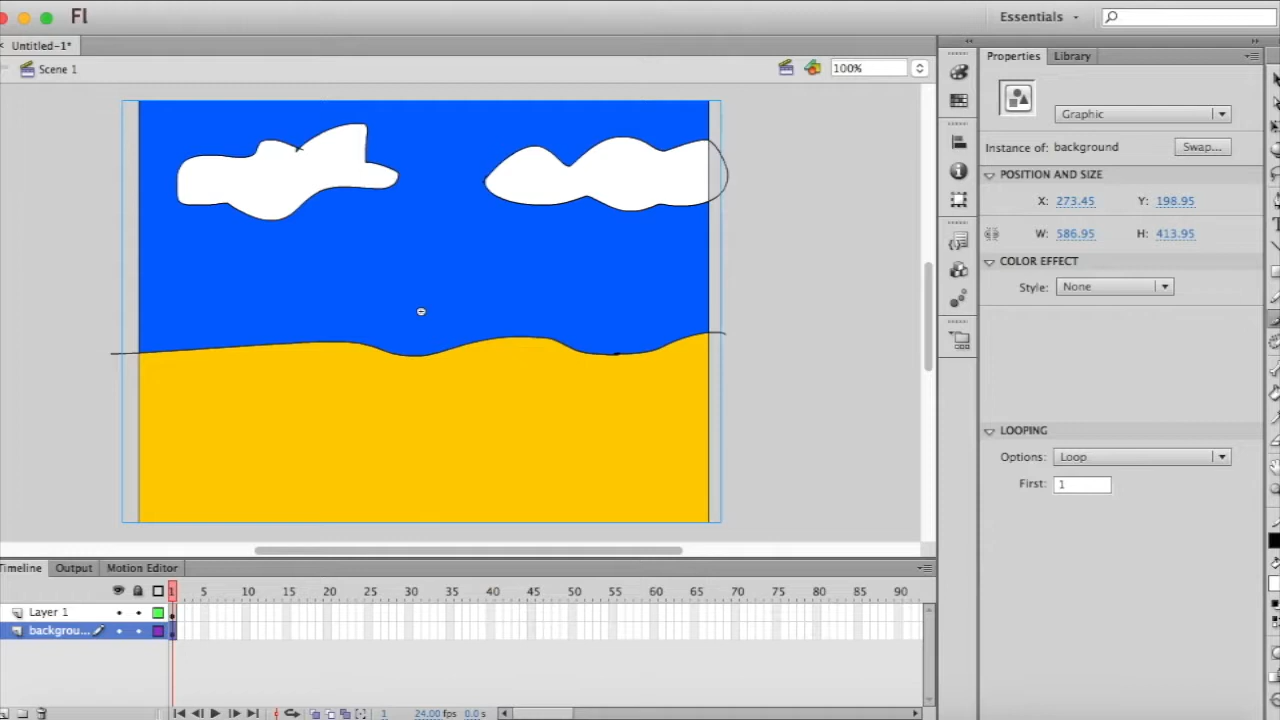 Fl
Essentials
Untitled-1*
Scene 1
100%
Properties Library
Graphic
Instance of: background Swap...
POSITION AND SIZE
X: 273.45 Y: 198.95
W: 586.95 H: 413.95
COLOR EFFECT
Style: None
LOOPING
Options: Loop
First: 1
Timeline Output Motion Editor
1 5 10 15 20 25 30 35 40 45 50 55 60 65 70 75 80 85 90
Layer 1
backgrou...
1 24.00 fps 0.0 s